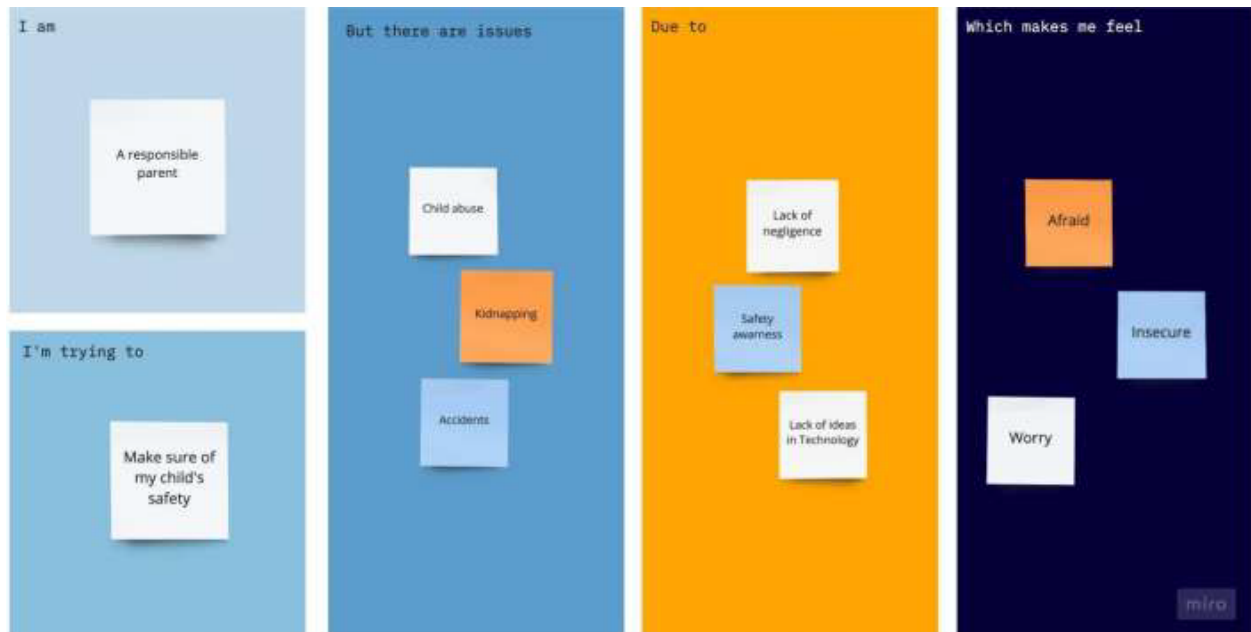 I am
A responsible
parent
I'm trying to
Make sure of
my child's
safety
But there are issues
Child abuse
Kidnapping
Accidents
Due to
Lack of
negligence
Safety
awarness
Lack of ideas
in Technology
Which makes me feel
Afraid
Insecure
Worry
miro